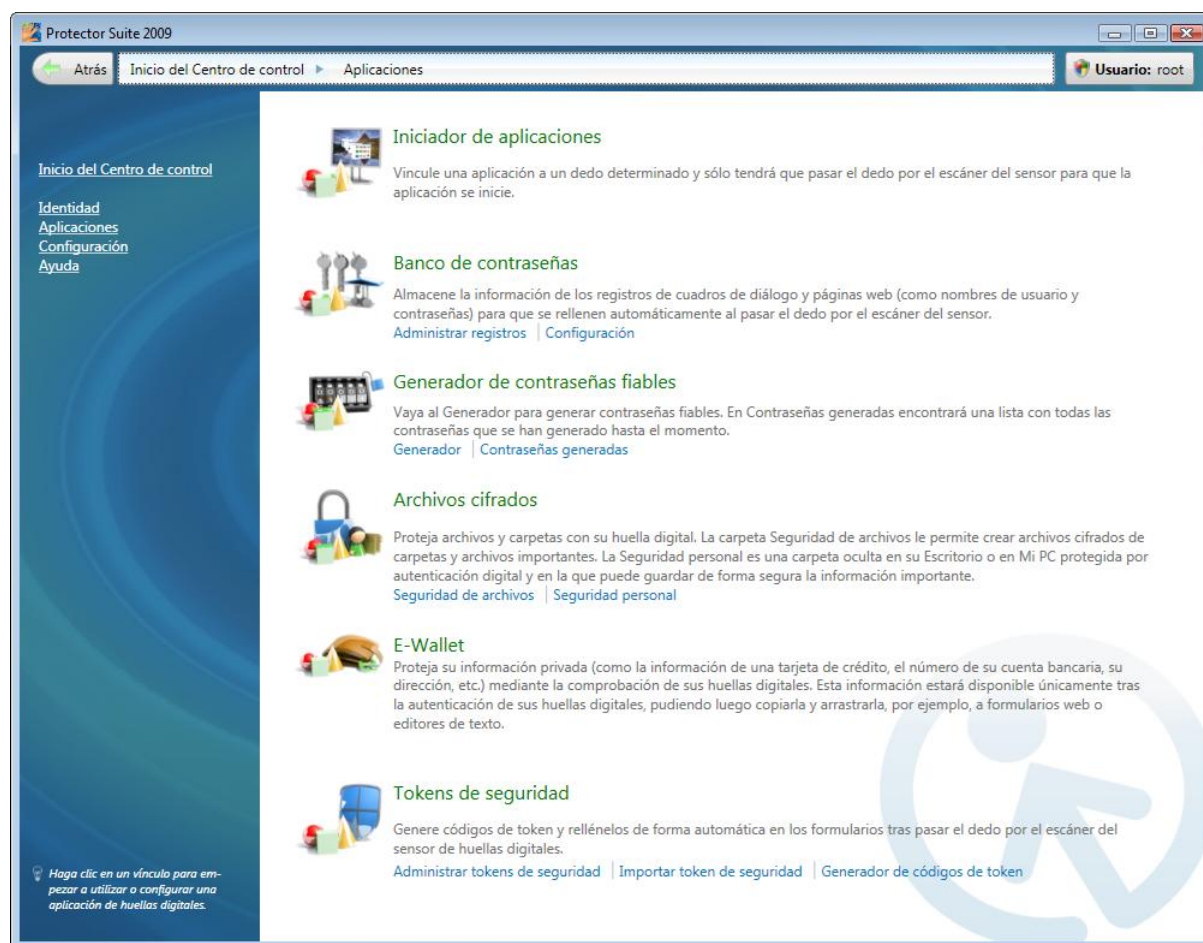 Protector Suite 2009
Atrás
Inicio del Centro de control
Aplicaciones
Usuario: root
Inicio del Centro de control
Identidad
Aplicaciones
Configuración
Ayuda
Haga clic en un vínculo para em-
pezar a utilizar o configurar una
aplicación de huellas digitales.
Iniciador de aplicaciones
Vincule una aplicación a un dedo determinado y sólo tendrá que pasar el dedo por el escáner del sensor para que la
aplicación se inicie.
Banco de contraseñas
Almacene la información de los registros de cuadros de diálogo y páginas web (como nombres de usuario y
contraseñas) para que se rellenen automáticamente al pasar el dedo por el escáner del sensor.
Administrar registros | Configuración
Generador de contraseñas fiables
Vaya al Generador para generar contraseñas fiables. En Contraseñas generadas encontrará una lista con todas las
contraseñas que se han generado hasta el momento.
Generador | Contraseñas generadas
Archivos cifrados
Proteja archivos y carpetas con su huella digital. La carpeta Seguridad de archivos le permite crear archivos cifrados de
carpetas y archivos importantes. La Seguridad personal es una carpeta oculta en su Escritorio o en Mi PC protegida por
autenticación digital y en la que puede guardar de forma segura la información importante.
Seguridad de archivos | Seguridad personal
E-Wallet
Proteja su información privada (como la información de una tarjeta de crédito, el número de su cuenta bancaria, su
dirección, etc.) mediante la comprobación de sus huellas digitales. Esta información estará disponible únicamente tras
la autenticación de sus huellas digitales, pudiendo luego copiarla y arrastrarla, por ejemplo, a formularios web o
editores de texto.
Tokens de seguridad
Genere códigos de token y rellénelos de forma automática en los formularios tras pasar el dedo por el escáner del
sensor de huellas digitales.
Administrar tokens de seguridad | Importar token de seguridad | Generador de códigos de token